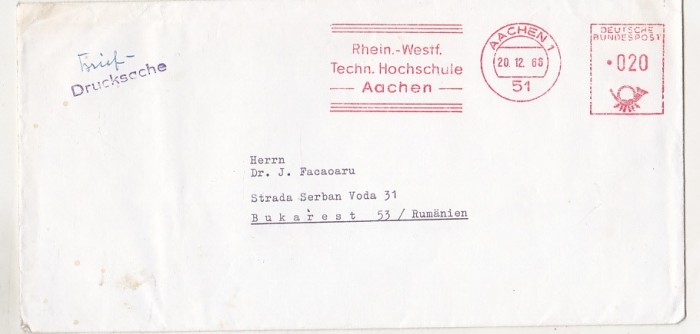 Brief-
Drucksache
Rhein.-Westf.
Techn. Hochschule
Aachen
AACHEN 1
20. 12. 68
51
DEUTSCHE
BUNDESPOST
020
Herrn
Dr. J. Facaoaru
Strada Serban Voda 31
Bukarest 53 / Rumänien